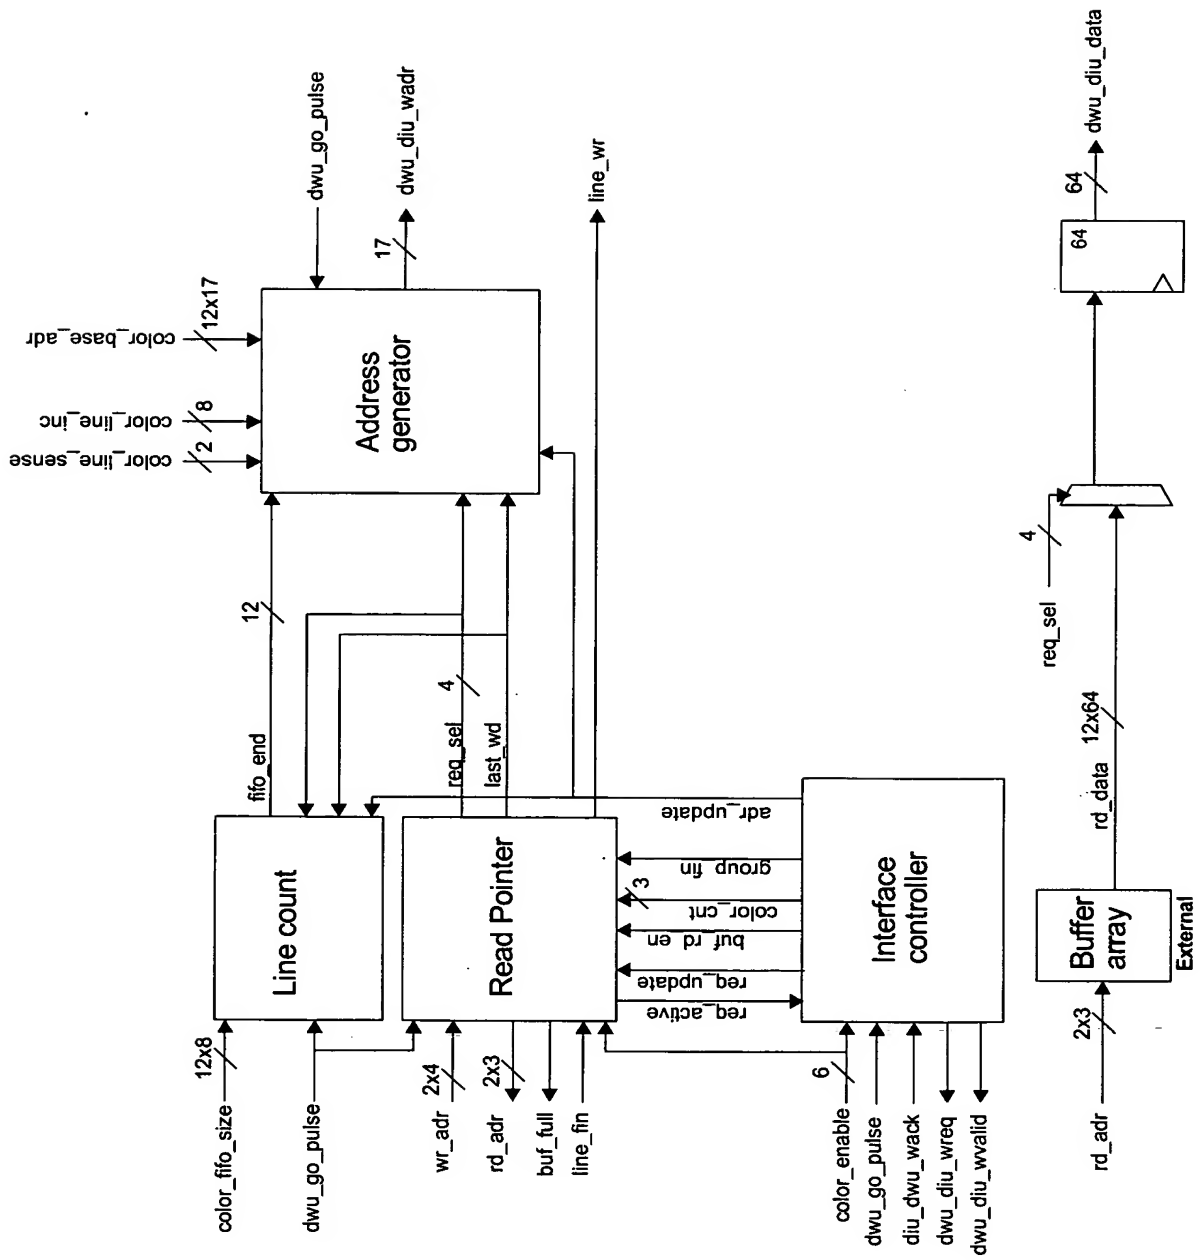 color_base_adr
12x17
color_line_inc
8
color_line_sense
2
dwu_go_pulse
17
dwu_diu_wadr
Address
generator
line_wr
12
fifo_end
4
req_sel
last_wd
Line count
color_fifo_size
12x8
dwu_go_pulse
Read Pointer
wr_adr
2x4
rd_adr
2x3
buf_full
line_fin
adr_update
group_fin
color_cnt
3
buf_rd_en
req_update
req_active
Interface
controller
color_enable
6
dwu_go_pulse
diu_dwu_wack
dwu_diu_wreq
dwu_diu_wvalid
dwu_diu_data
64
64
4
req_sel
12x64
rd_data
Buffer
array
External
2x3
rd_adr